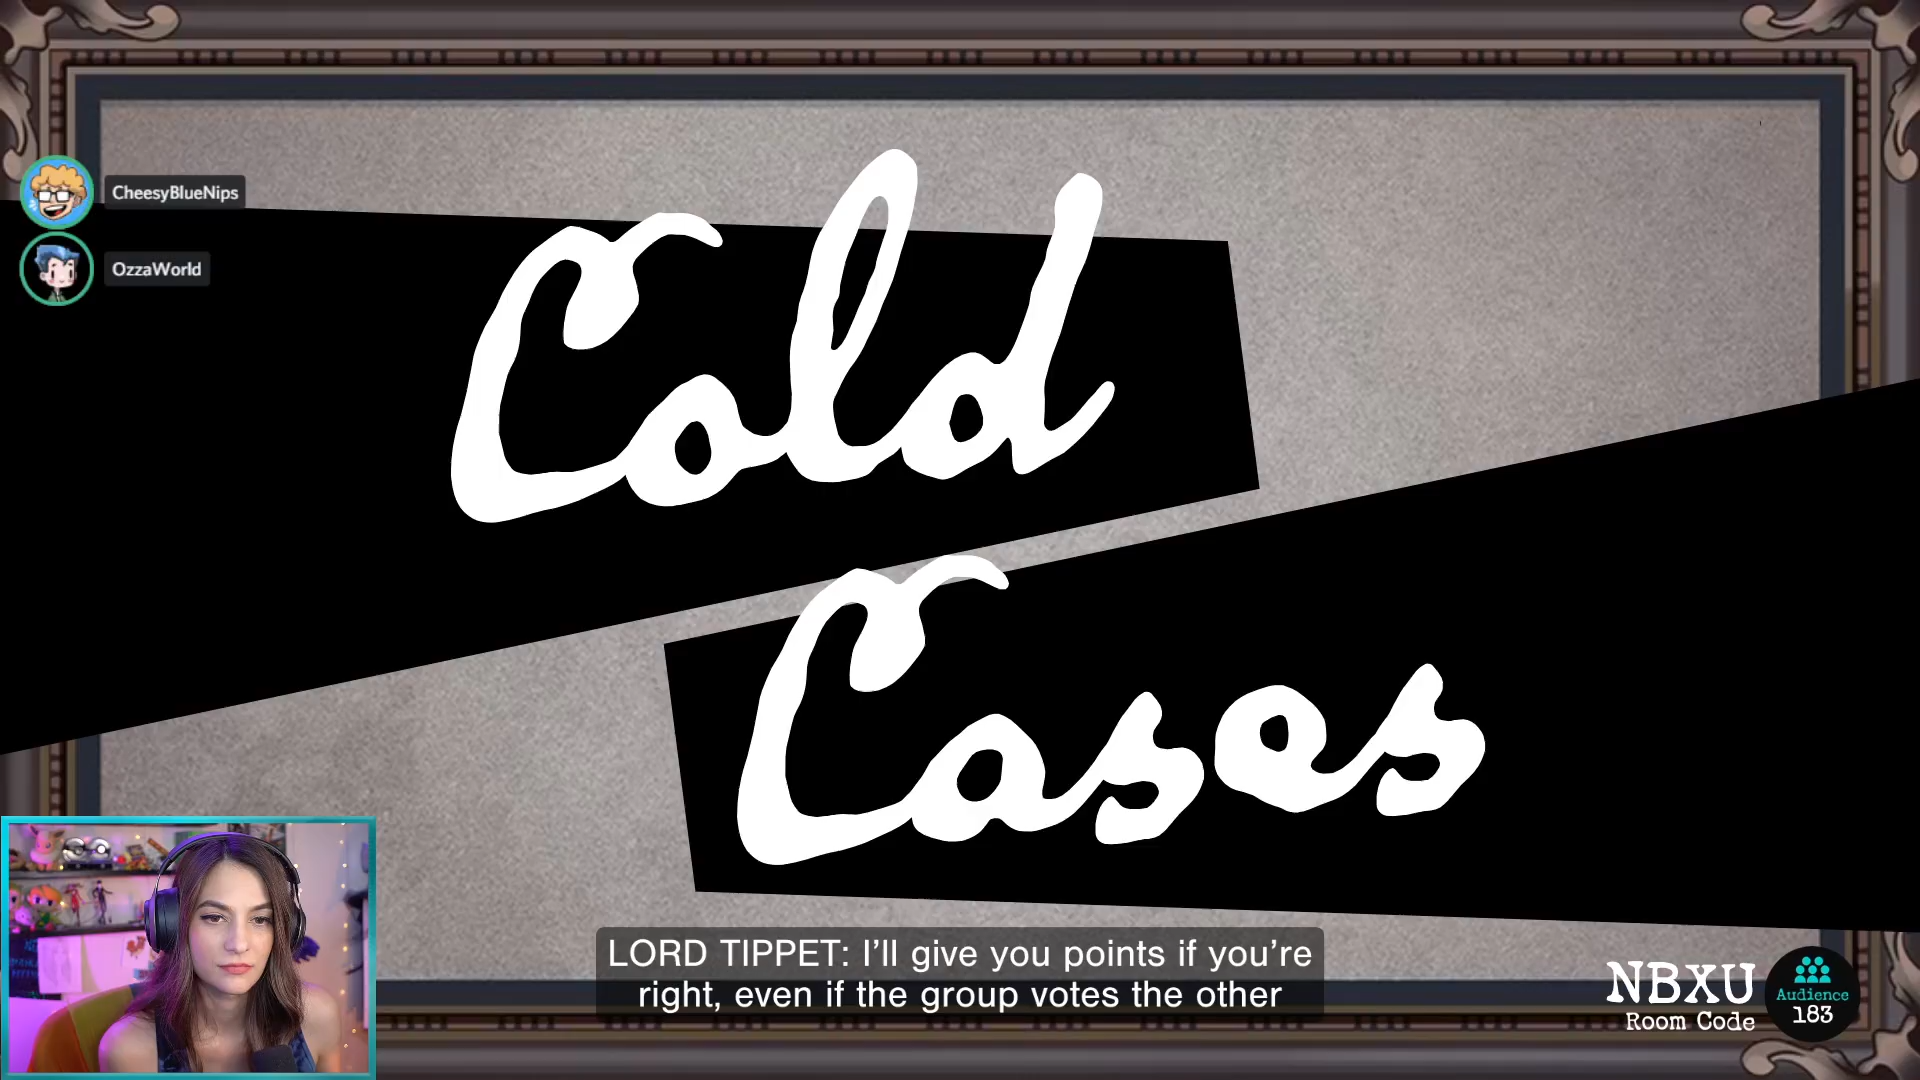 CheesyBlueNips
OzzaWorld
Cold
Cases
LORD TIPPET: I'll give you points if you're
right, even if the group votes the other
NBXU
Room Code
Audience
183